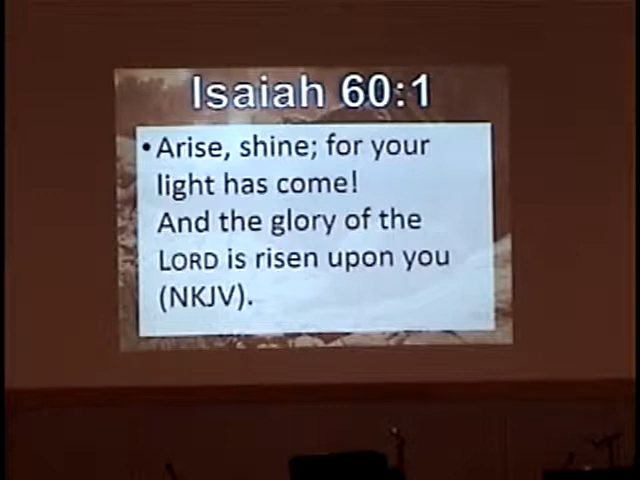 Isaiah 60:1
•Arise, shine; for your
light has come!
And the glory of the
LORD is risen upon you
(NKJV).